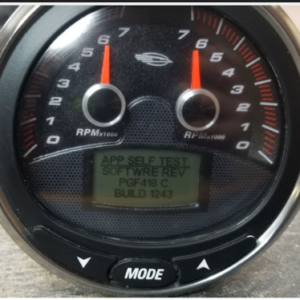 7 7
6 6
5 5
4 4
3 3
2 2
1 1
0 0
RPMx1000 RPMx1000
APP SELF TEST
SOFTWRE REV
PGF418 C
BUILD 1243
MODE